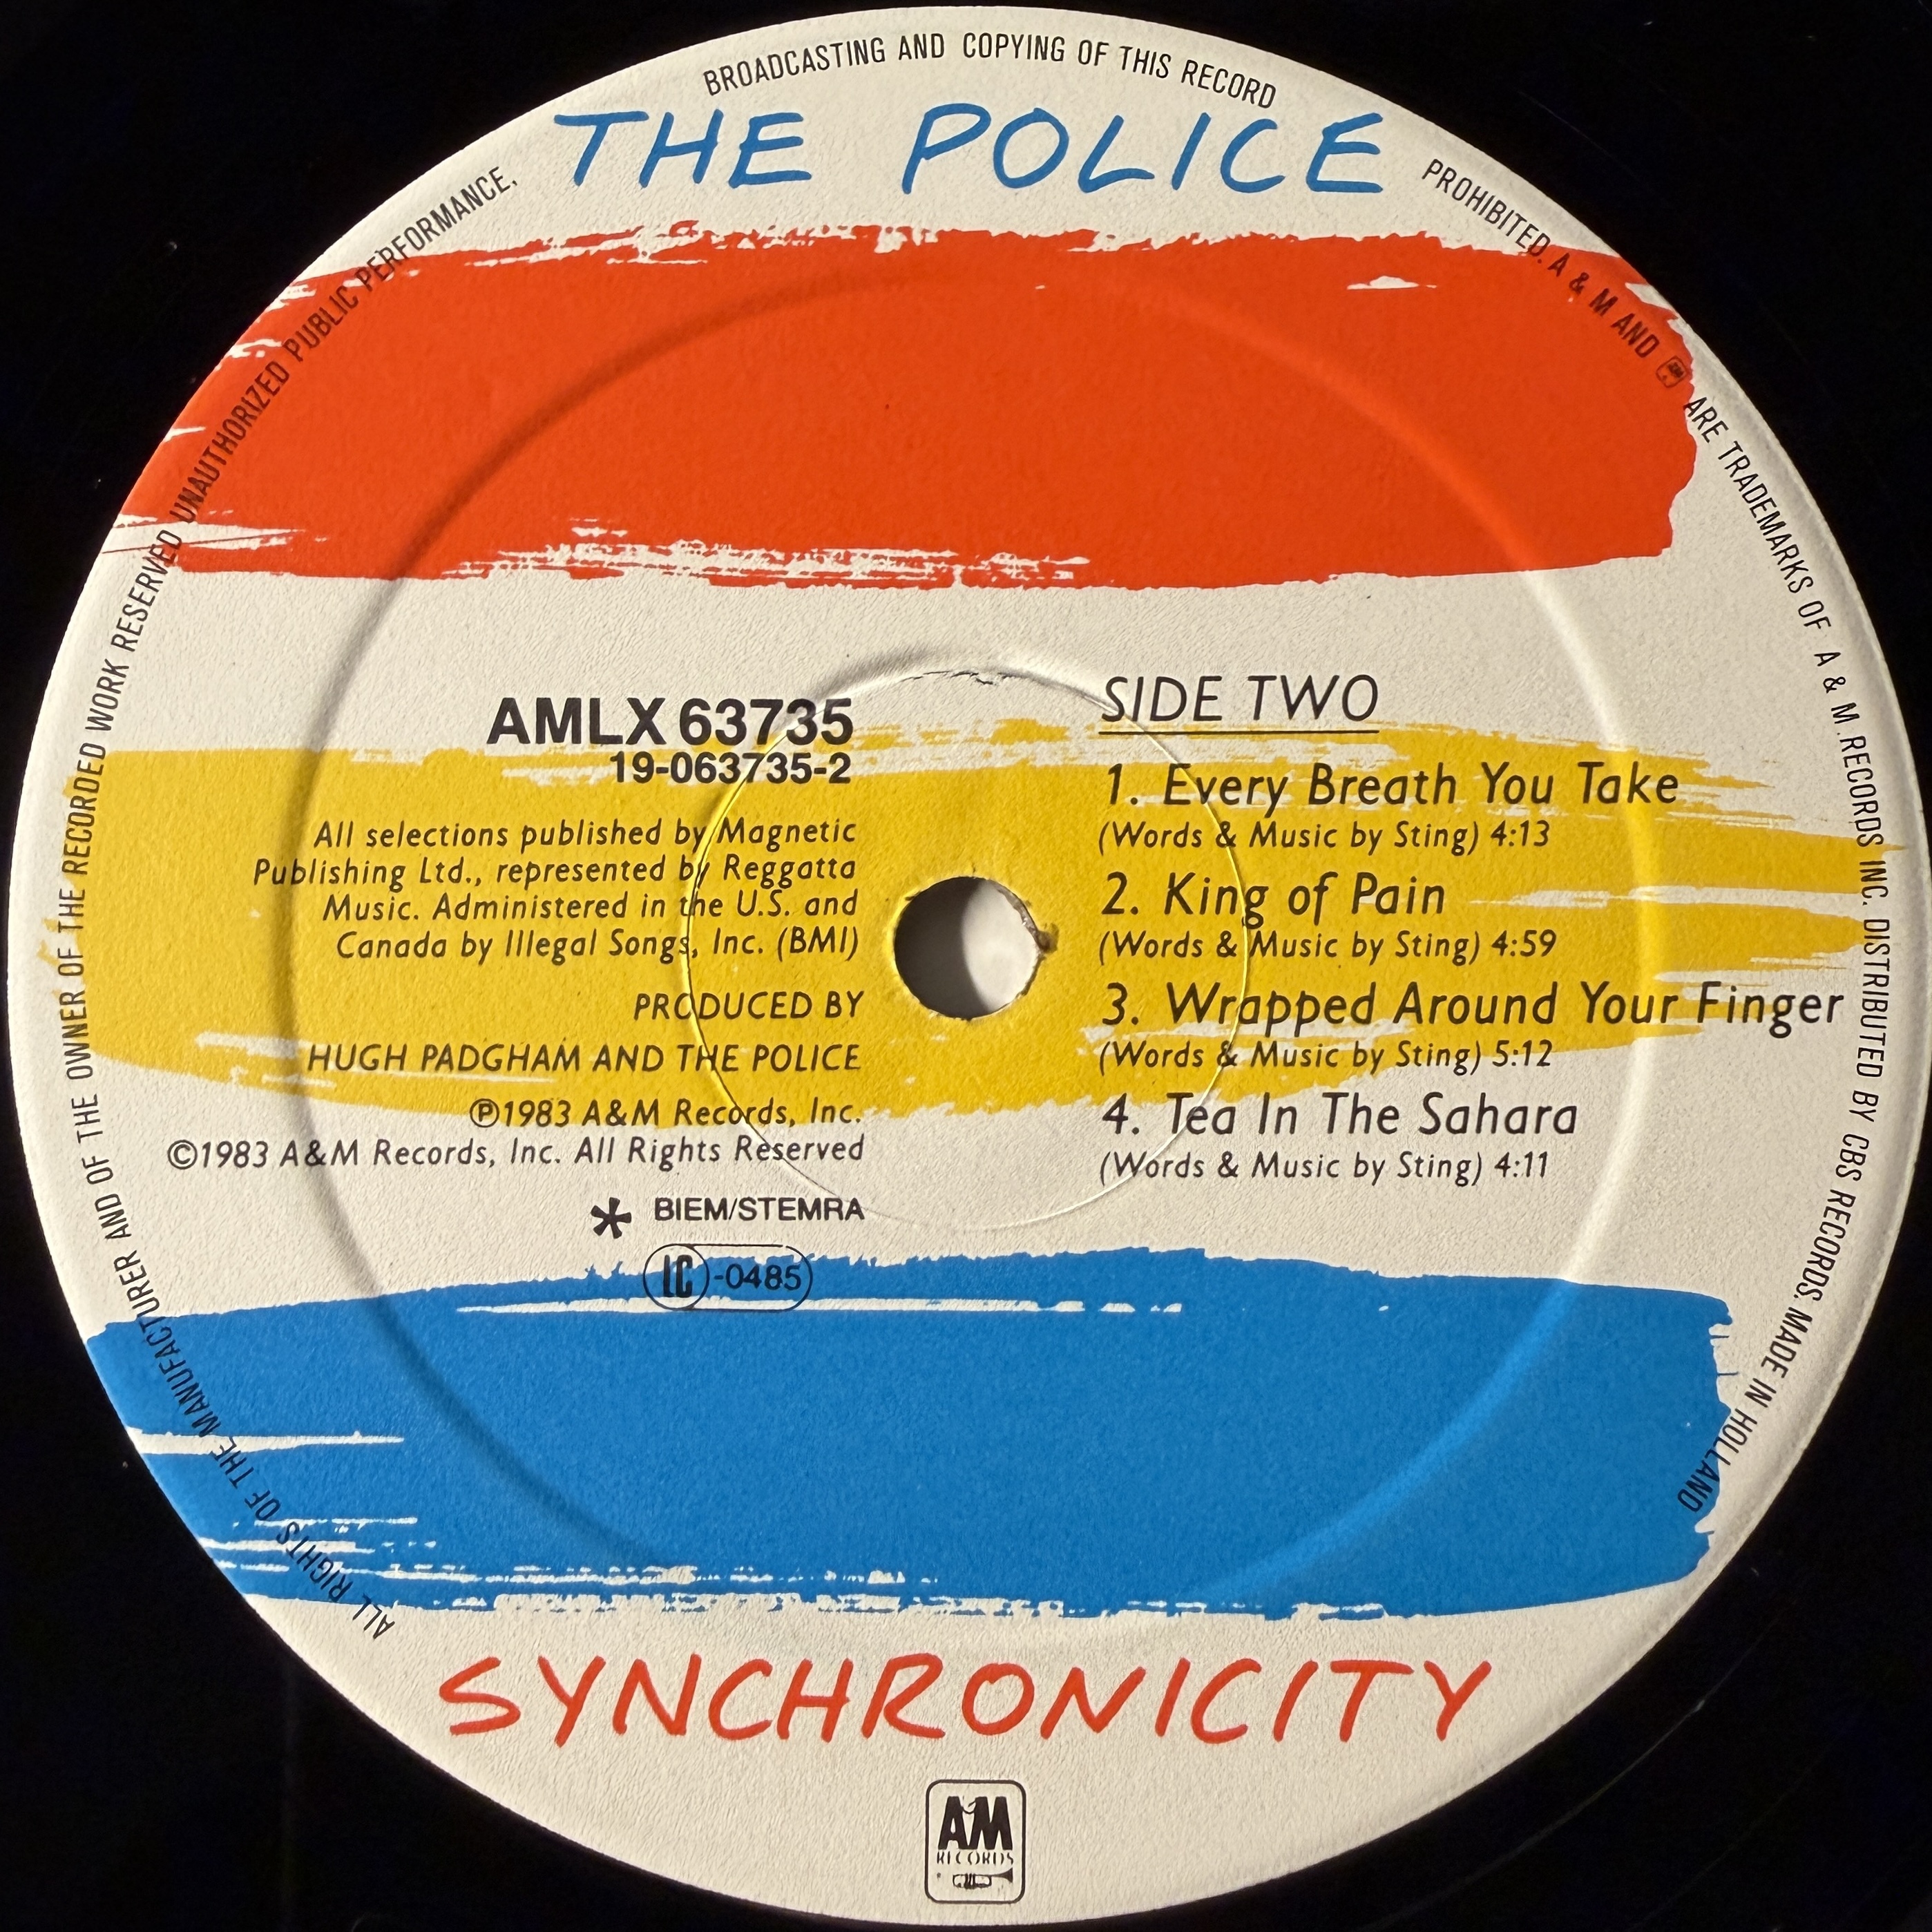 BROADCASTING AND COPYING OF THIS RECORD
THE POLICE
PROHIBITED. A & M AND
ARE TRADEMARKS OF A & M. RECORDS INC. DISTRIBUTED BY CBS RECORDS. MADE IN HOLLAND
ALL RIGHTS OF THE MANUFACTURER AND OF THE OWNER OF THE RECORDED WORK RESERVED UNAUTHORIZED PUBLIC PERFORMANCE.
AMLX 63735
19-063735-2
All selections published by Magnetic
Publishing Ltd., represented by Reggatta
Music. Administered in the U.S. and
Canada by Illegal Songs, Inc. (BMI)
PRODUCED BY
HUGH PADGHAM AND THE POLICE
℗1983 A&M Records, Inc.
©1983 A&M Records, Inc. All Rights Reserved
* BIEM/STEMRA
LC-0485
SIDE TWO
1. Every Breath You Take
(Words & Music by Sting) 4:13
2. King of Pain
(Words & Music by Sting) 4:59
3. Wrapped Around Your Finger
(Words & Music by Sting) 5:12
4. Tea In The Sahara
(Words & Music by Sting) 4:11
SYNCHRONICITY
AM
RECORDS